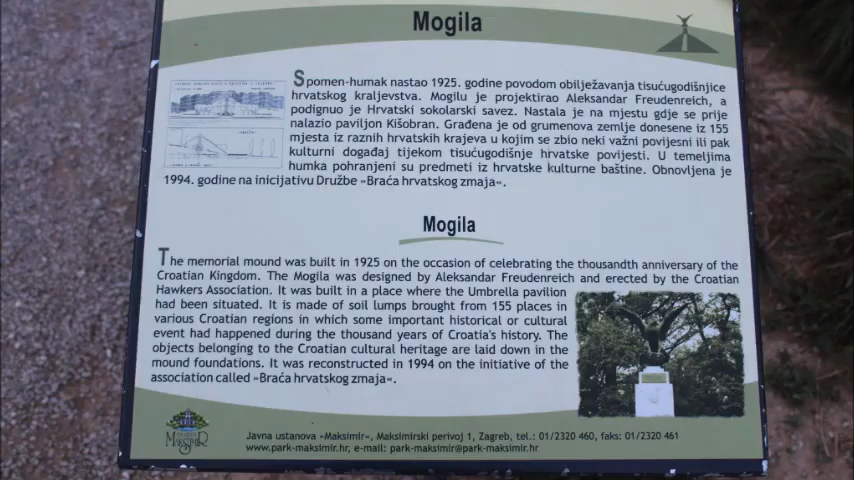 Mogila
Spomen-humak nastao 1925. godine povodom obilježavanja tisućugodišnjice
hrvatskog kraljevstva. Mogilu je projektirao Aleksandar Freudenreich, a
podignuo je Hrvatski sokolarski savez. Nastala je na mjestu gdje se prije
nalazio paviljon Kišobran. Građena je od grumenova zemlje donesene iz 155
mjesta iz raznih hrvatskih krajeva u kojim se zbio neki važni povijesni ili pak
kulturni događaj tijekom tisućugodišnje hrvatske povijesti. U temeljima
humka pohranjeni su predmeti iz hrvatske kulturne baštine. Obnovljena je
1994. godine na inicijativu Družbe »Braća hrvatskog zmaja«.
Mogila
The memorial mound was built in 1925 on the occasion of celebrating the thousandth anniversary of the
Croatian Kingdom. The Mogila was designed by Aleksandar Freudenreich and erected by the Croatian
Hawkers Association. It was built in a place where the Umbrella pavilion
had been situated. It is made of soil lumps brought from 155 places in
various Croatian regions in which some important historical or cultural
event had happened during the thousand years of Croatia's history. The
objects belonging to the Croatian cultural heritage are laid down in the
mound foundations. It was reconstructed in 1994 on the initiative of the
association called »Braća hrvatskog zmaja«.
MAKSIMIR
Javna ustanova »Maksimir«, Maksimirski perivoj 1, Zagreb, tel.: 01/2320 460, faks: 01/2320 461
www.park-maksimir.hr, e-mail: park-maksimir@park-maksimir.hr